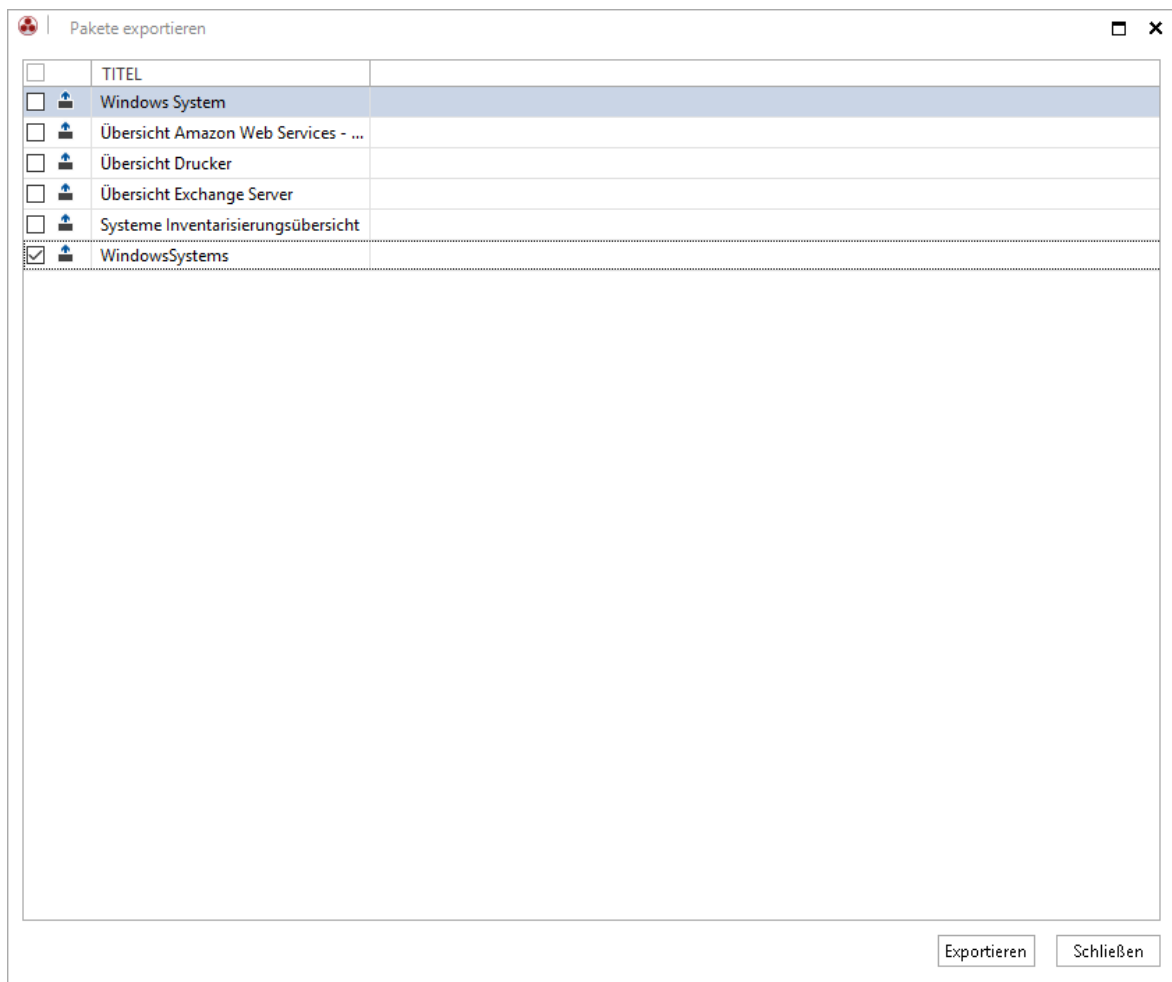 Pakete exportieren
TITEL
Windows System
Übersicht Amazon Web Services - ...
Übersicht Drucker
Übersicht Exchange Server
Systeme Inventarisierungsübersicht
WindowsSystems
Exportieren Schließen